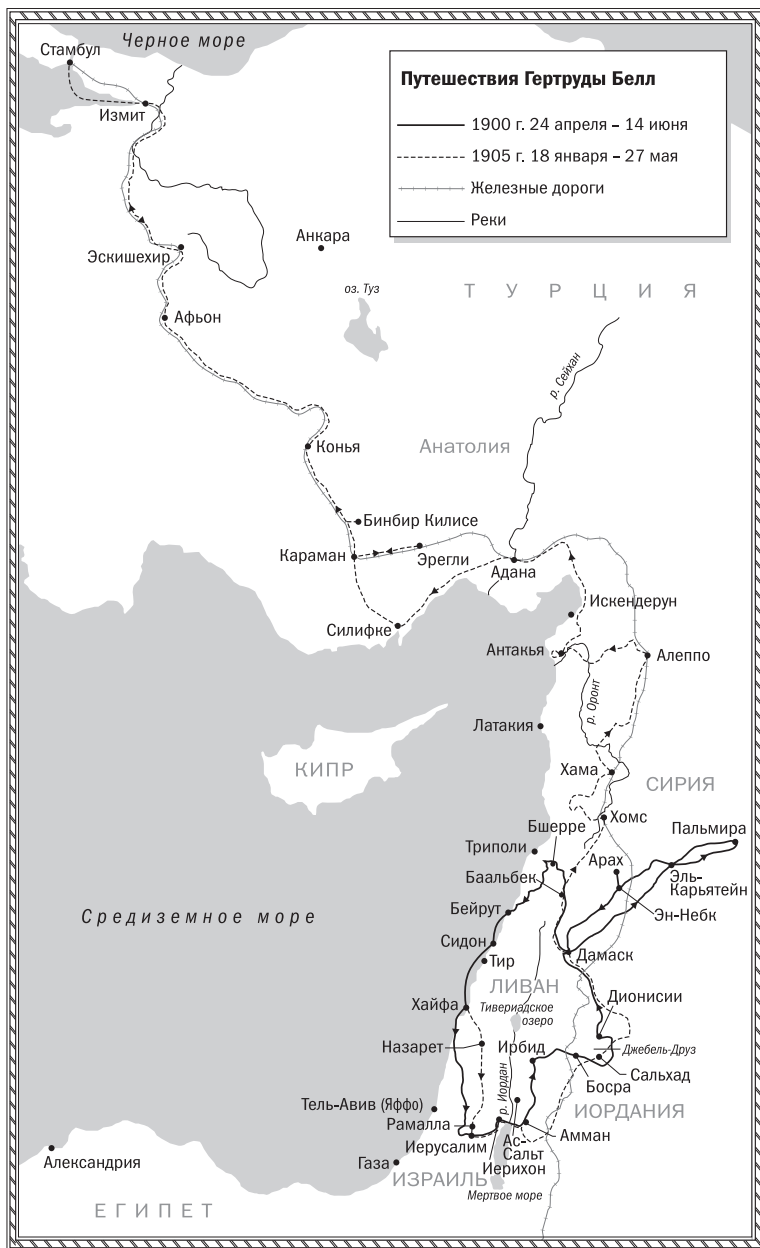 Черное море
Стамбул
Измит
Путешествия Гертруды Белл
1900 г. 24 апреля – 14 июня
1905 г. 18 января – 27 мая
Железные дороги
Реки
Эскишехир
Анкара
оз. Туз
ТУРЦИЯ
Афьон
р. Сейхан
Конья
Анатолия
Бинбир Килисе
Караман
Эрегли
Адана
Силифке
Искендерун
Антакья
Алеппо
р. Оронт
Латакия
КИПР
Хама
СИРИЯ
Хомс
Бшерре
Пальмира
Триполи
Арах
Баальбек
Эль-
Карьятейн
Эн-Небк
Бейрут
Средиземное море
Сидон
Тир
Дамаск
ЛИВАН
Дионисии
Хайфа
Тивериадское
озеро
Назарет
Ирбид
Джебель-Друз
Сальхад
Босра
р. Иордан
Тель-Авив (Яффо)
ИОРДАНИЯ
Рамалла
Иерусалим
Амман
Ас-
Сальт
Иерихон
Александрия
Газа
ИЗРАИЛЬ
Мертвое море
ЕГИПЕТ